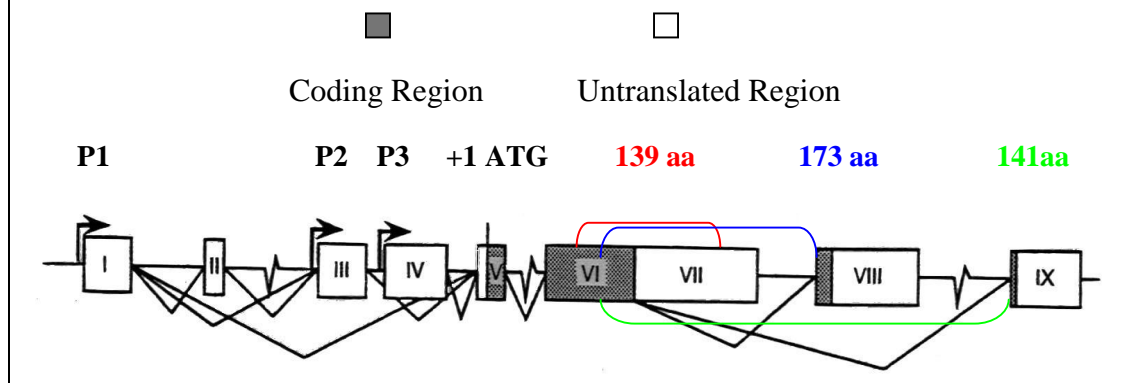 Coding Region Untranslated Region
P1 P2 P3 +1 ATG 139 aa 173 aa 141aa
I II III IV V VI VII VIII IX